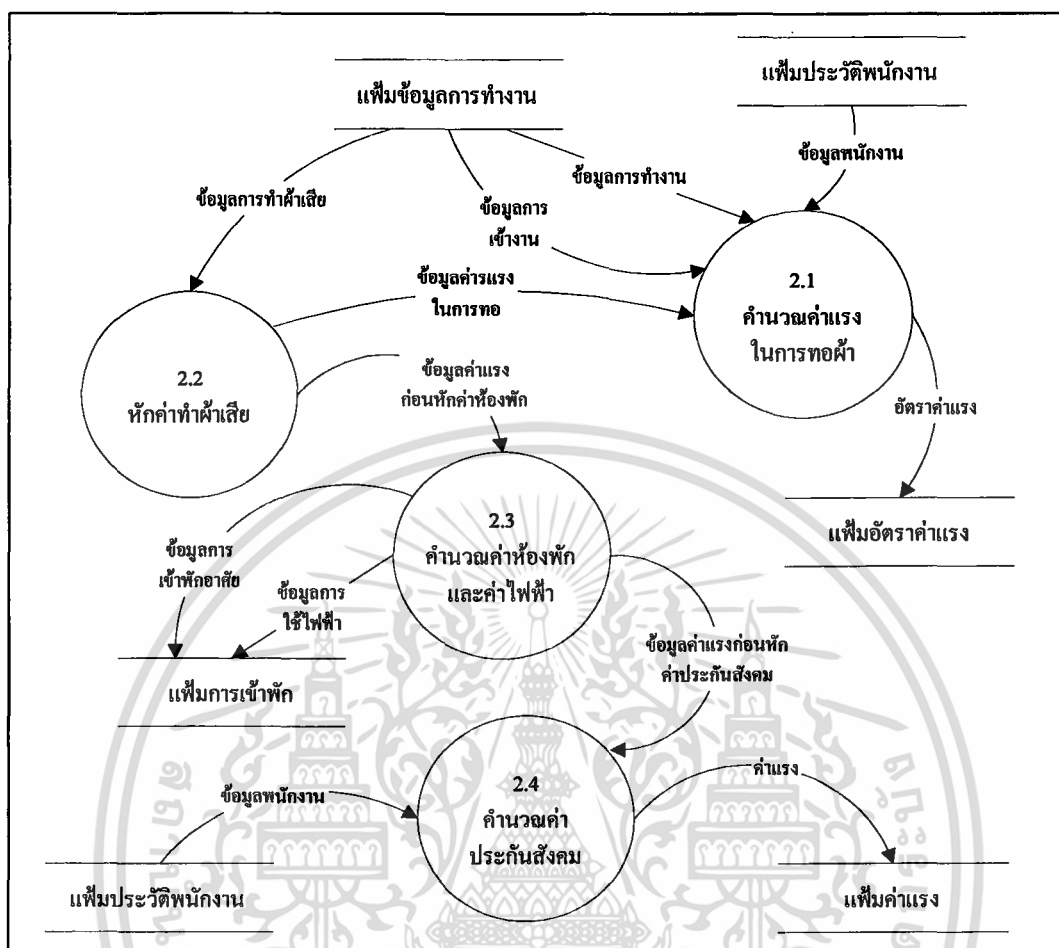 แฟ้มประวัติพนักงาน
แฟ้มข้อมูลการทำงาน
ข้อมูลพนักงาน
ข้อมูลการทำงาน
ข้อมูลการทำผ้าเสีย
ข้อมูลการ
เข้างาน
2.1
คำนวณค่าแรง
ในการทอผ้า
ข้อมูลค่ารแรง
ในการทอ
2.2
หักค่าทำผ้าเสีย
ข้อมูลค่าแรง
ก่อนหักค่าห้องพัก
อัตราค่าแรง
แฟ้มอัตราค่าแรง
2.3
คำนวณค่าห้องพัก
และค่าไฟฟ้า
ข้อมูลการ
เข้าพักอาศัย
ข้อมูลการ
ใช้ไฟฟ้า
ข้อมูลค่าแรงก่อนหัก
ค่าประกันสังคม
แฟ้มการเข้าพัก
ข้อมูลพนักงาน
2.4
คำนวณค่า
ประกันสังคม
ค่าแรง
แฟ้มประวัติพนักงาน
แฟ้มค่าแรง